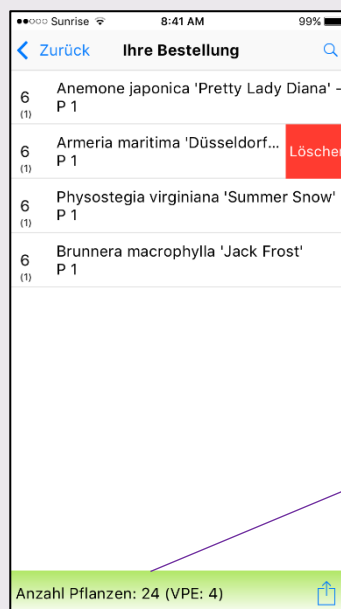 Sunrise 8:41 AM 99%
Zurück Ihre Bestellung
6 Anemone japonica 'Pretty Lady Diana' -
(1) P 1
6 Armeria maritima 'Düsseldorf... Löschen
(1) P 1
6 Physostegia virginiana 'Summer Snow'
(1) P 1
6 Brunnera macrophylla 'Jack Frost'
(1) P 1
Anzahl Pflanzen: 24 (VPE: 4)